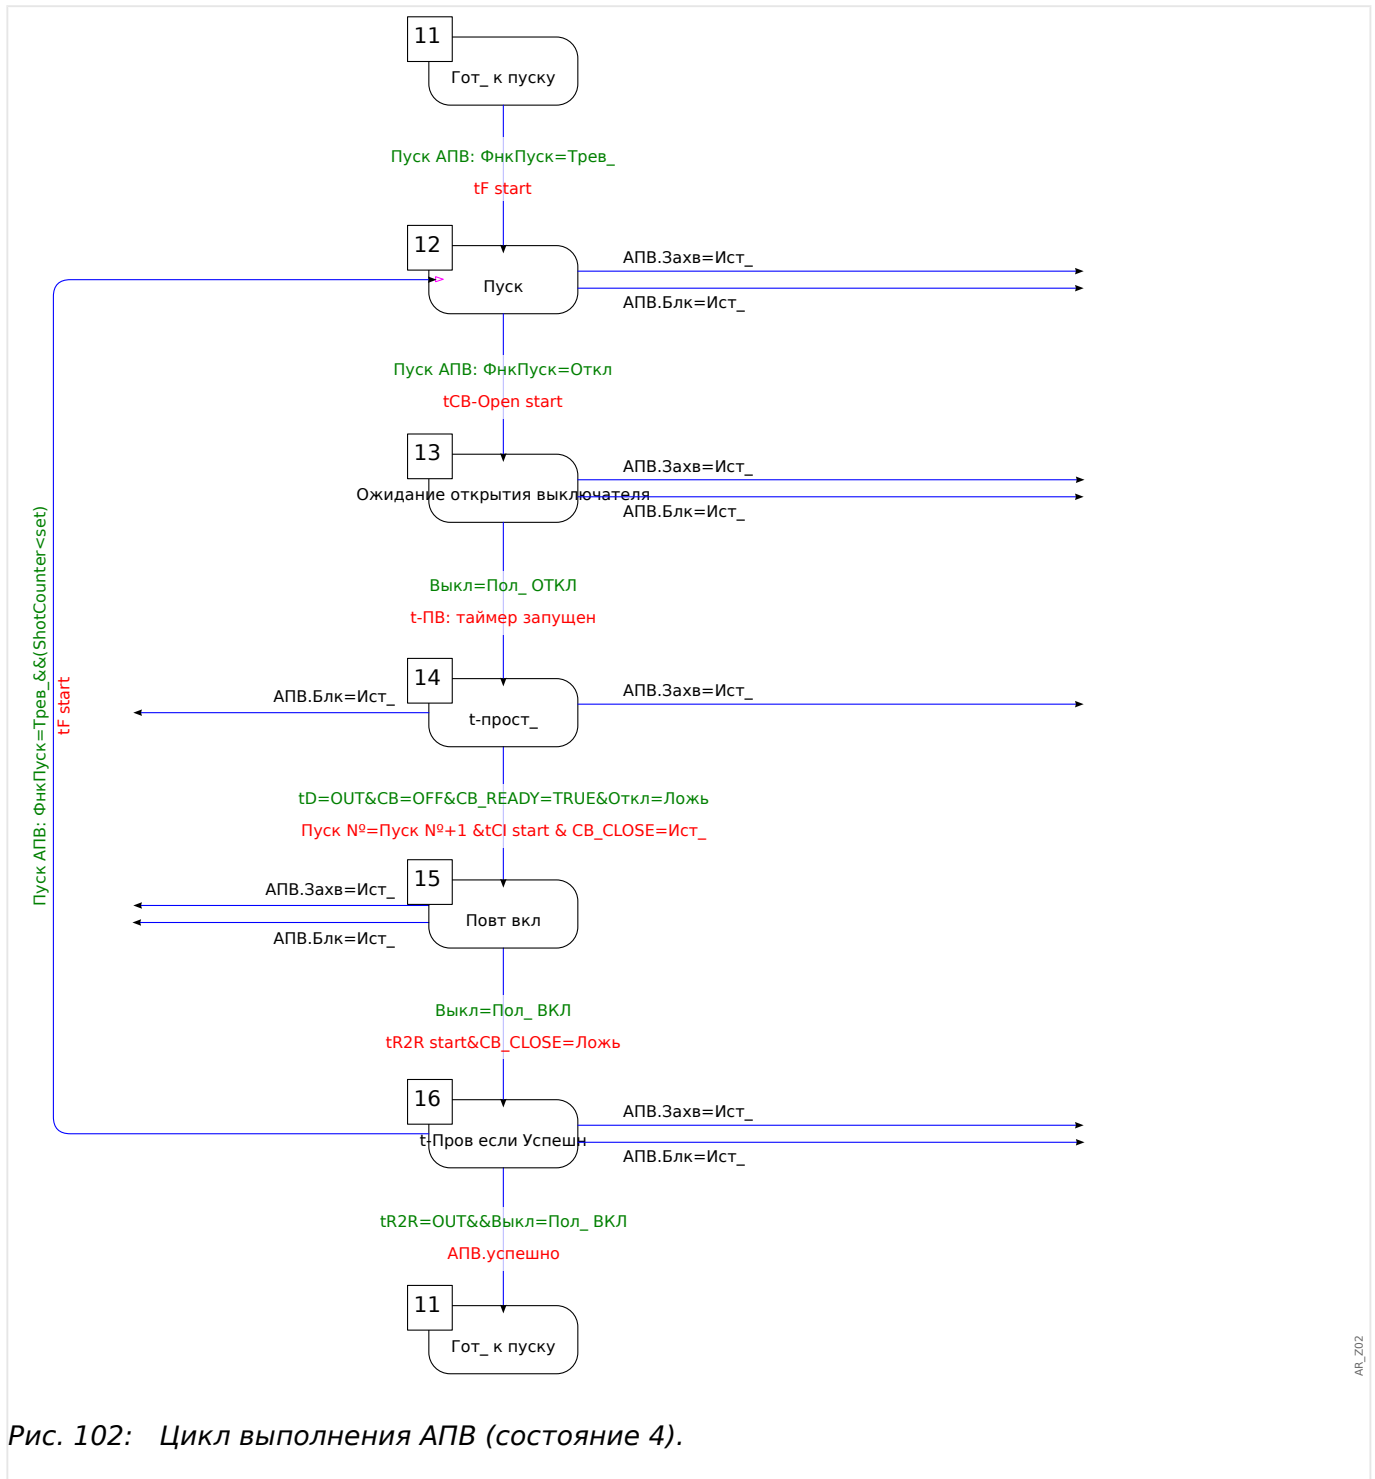 11
Гот_ к пуску
Пуск АПВ: ФнкПуск=Трев_
tF start
12
Пуск
АПВ.Захв=Ист_
АПВ.Блк=Ист_
Пуск АПВ: ФнкПуск=Откл
tCB-Open start
13
Ожидание открытия выключателя
АПВ.Захв=Ист_
АПВ.Блк=Ист_
Выкл=Пол_ ОТКЛ
t-ПВ: таймер запущен
14
t-прост_
АПВ.Блк=Ист_
АПВ.Захв=Ист_
Пуск АПВ: ФнкПуск=Трев_&&(ShotCounter<set)
tF start
tD=OUT&CB=OFF&CB_READY=TRUE&Откл=Ложь
Пуск №=Пуск №+1 &tCI start & CB_CLOSE=Ист_
15
Повт вкл
АПВ.Захв=Ист_
АПВ.Блк=Ист_
Выкл=Пол_ ВКЛ
tR2R start&CB_CLOSE=Ложь
16
t-Пров если Успешн
АПВ.Захв=Ист_
АПВ.Блк=Ист_
tR2R=OUT&&Выкл=Пол_ ВКЛ
АПВ.успешно
11
Гот_ к пуску
AR_Z02
Рис. 102: Цикл выполнения АПВ (состояние 4).